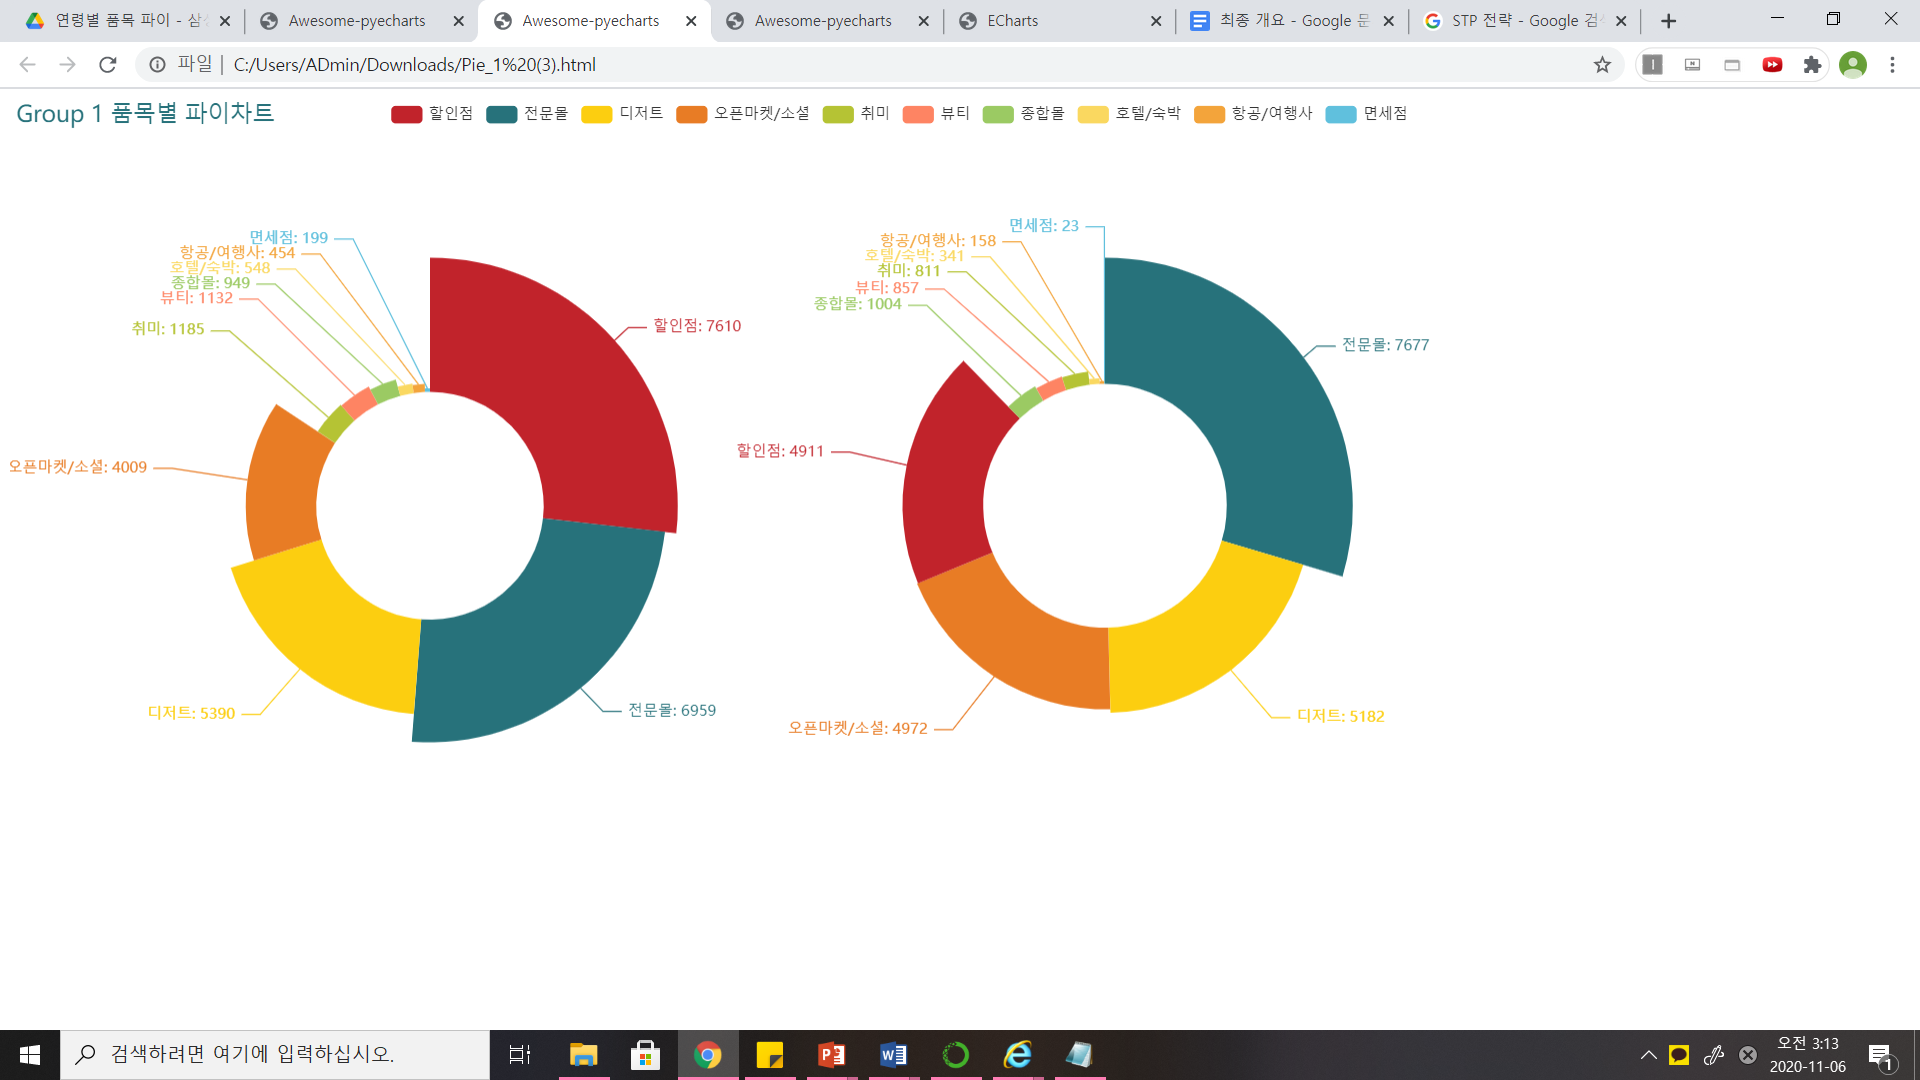 연령별 품목 파이 - 삼
Awesome-pyecharts
Awesome-pyecharts
Awesome-pyecharts
ECharts
최종 개요 - Google 문
STP 전략 - Google 검색
파일 | C:/Users/ADmin/Downloads/Pie_1%20(3).html
Group 1 품목별 파이차트
할인점 전문몰 디저트 오픈마켓/소셜 취미 뷰티 종합몰 호텔/숙박 항공/여행사 면세점
면세점: 199
항공/여행사: 454
호텔/숙박: 548
종합몰: 949
뷰티: 1132
취미: 1185
할인점: 7610
오픈마켓/소셜: 4009
디저트: 5390
전문몰: 6959
면세점: 23
항공/여행사: 158
호텔/숙박: 341
취미: 811
뷰티: 857
종합몰: 1004
전문몰: 7677
할인점: 4911
오픈마켓/소셜: 4972
디저트: 5182
검색하려면 여기에 입력하십시오.
오전 3:13
2020-11-06
1